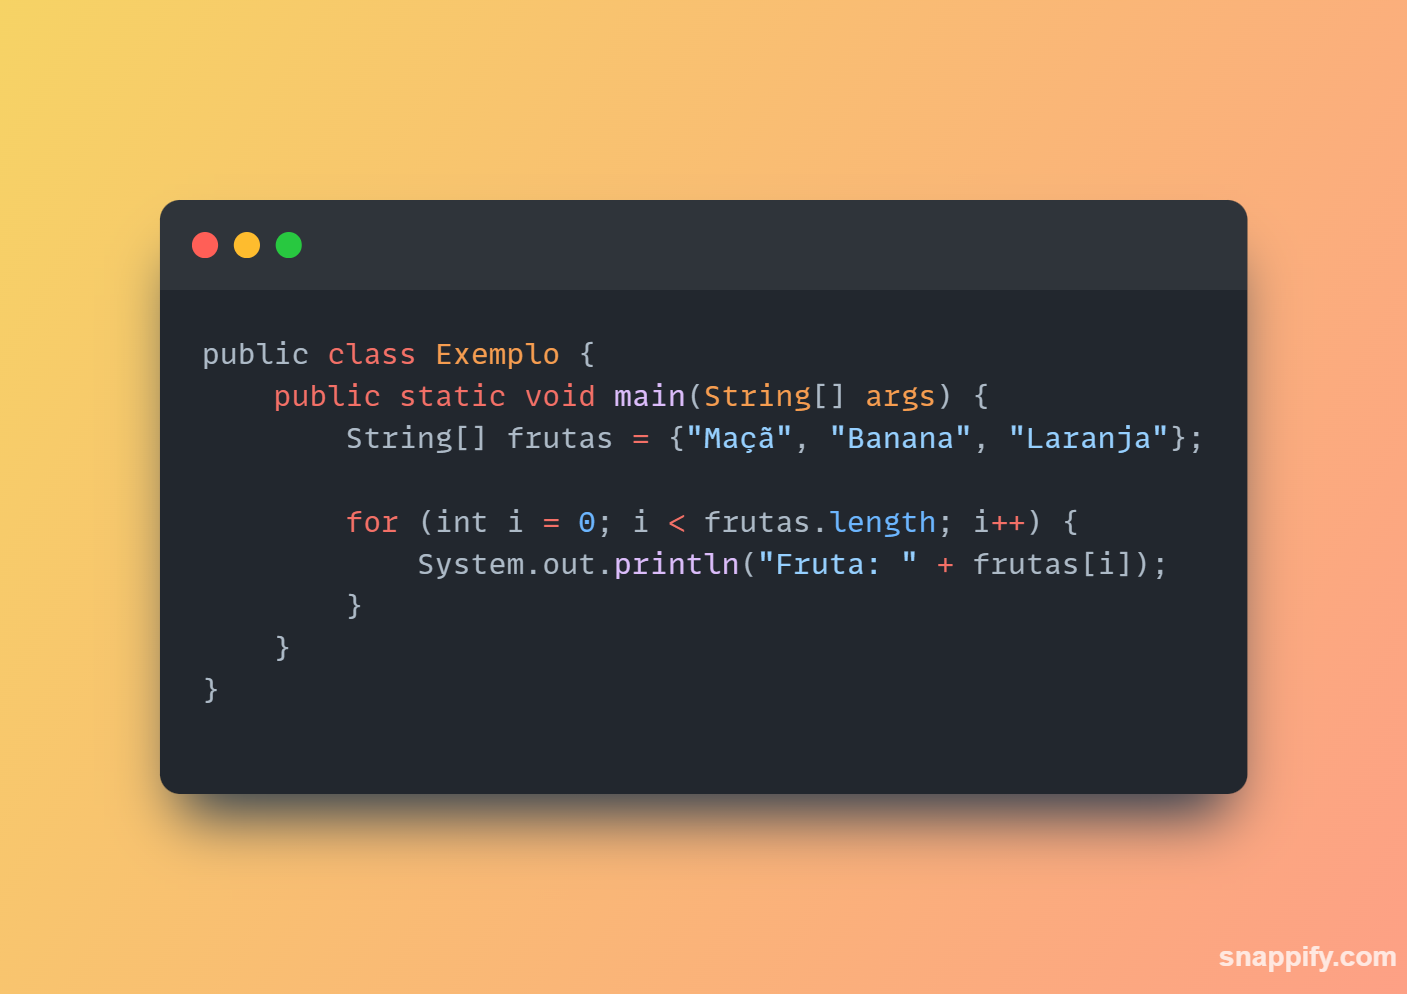 public class Exemplo {
    public static void main(String[] args) {
        String[] frutas = {"Maçã", "Banana", "Laranja"};

        for (int i = 0; i < frutas.length; i++) {
            System.out.println("Fruta: " + frutas[i]);
        }
    }
}
snappify.com